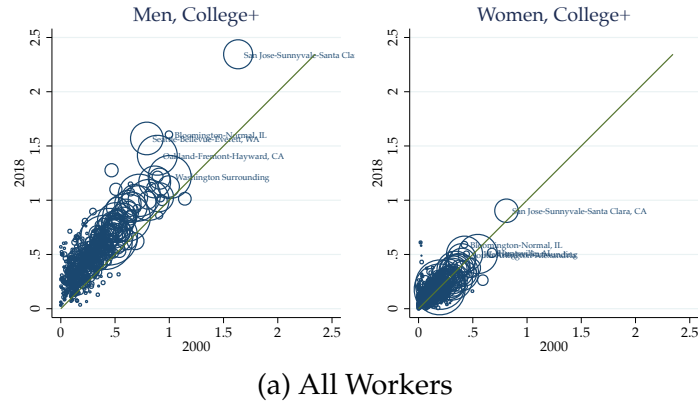 Men, College+
Women, College+
2018
0
.5
1
1.5
2
2.5
San Jose-Sunnyvale-Santa Cla
Bloomington-Normal, IL
Seattle-Bellevue-Everett, WA
Oakland-Fremont-Hayward, CA
Washington Surrounding
0
.5
1
1.5
2
2.5
2000
2018
0
.5
1
1.5
2
2.5
San Jose-Sunnyvale-Santa Clara, CA
Bloomington-Normal, IL
0
.5
1
1.5
2
2.5
2000
(a) All Workers